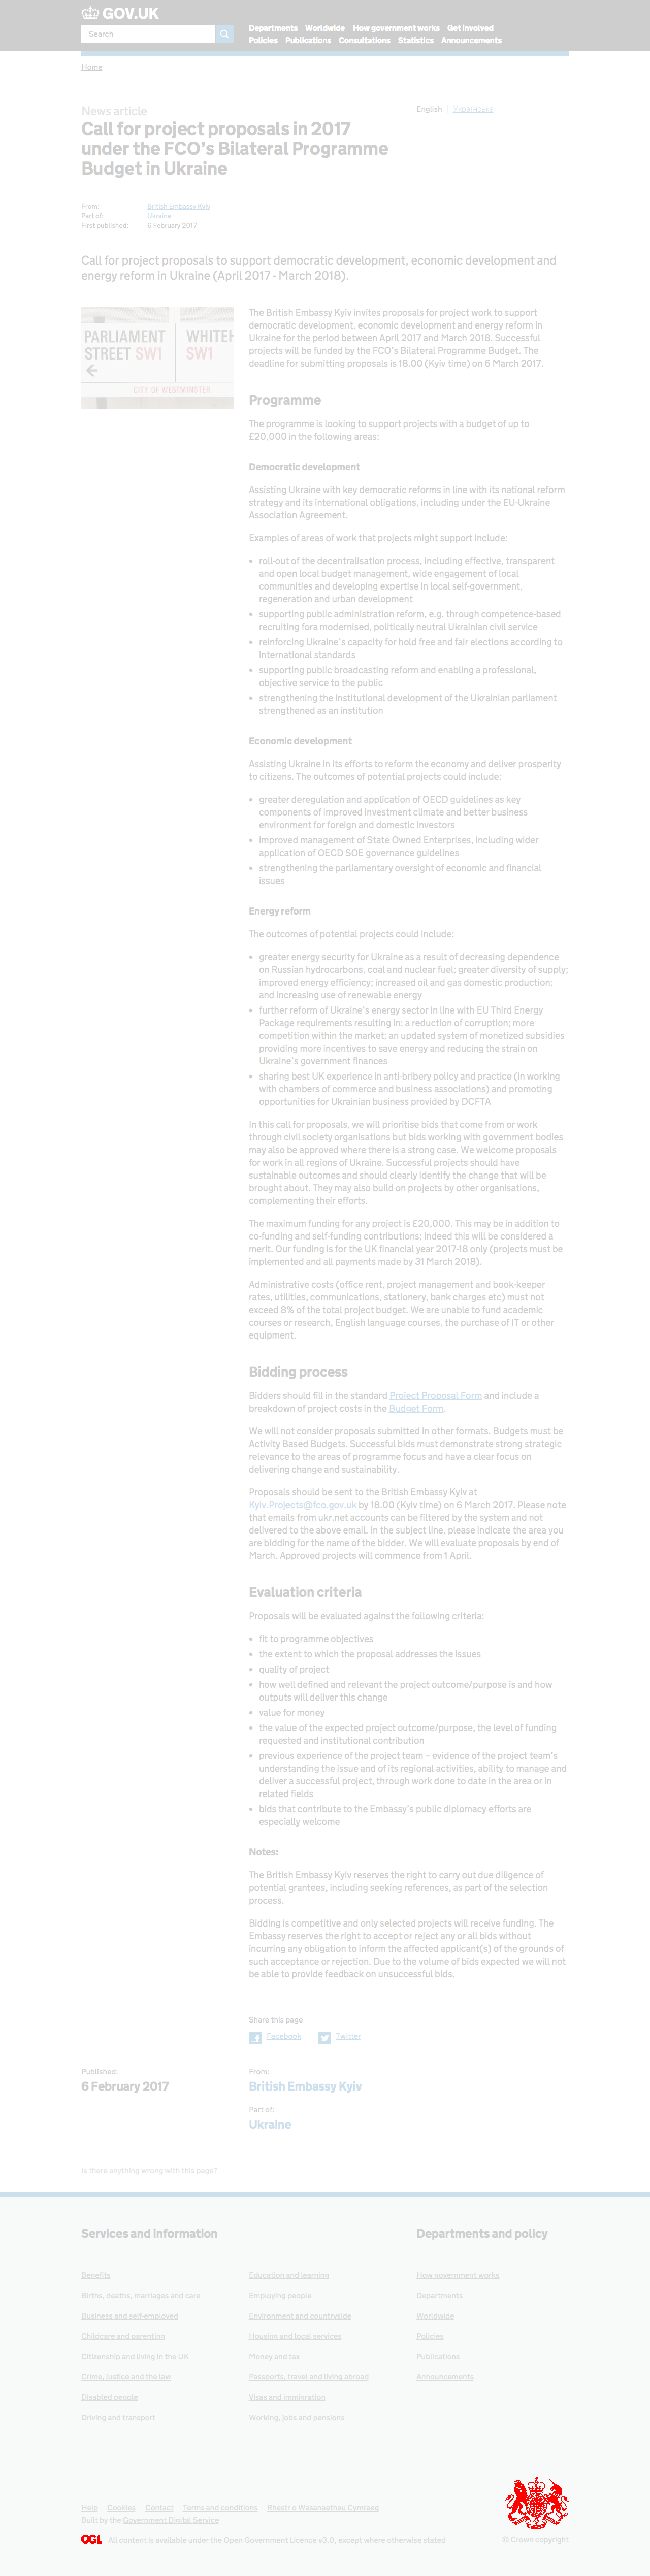 GOV.UK
Search
Departments Worldwide How government works Get involved
Policies Publications Consultations Statistics Announcements
Home
News article
English Українська
Call for project proposals in 2017
under the FCO’s Bilateral Programme
Budget in Ukraine
From: British Embassy Kyiv
Part of: Ukraine
First published: 6 February 2017
Call for project proposals to support democratic development, economic development and
energy reform in Ukraine (April 2017 - March 2018).
PARLIAMENT
STREET SW1
WHITEH
SW1
CITY OF WESTMINSTER
The British Embassy Kyiv invites proposals for project work to support
democratic development, economic development and energy reform in
Ukraine for the period between April 2017 and March 2018. Successful
projects will be funded by the FCO’s Bilateral Programme Budget. The
deadline for submitting proposals is 18.00 (Kyiv time) on 6 March 2017.
Programme
The programme is looking to support projects with a budget of up to
£20,000 in the following areas:
Democratic development
Assisting Ukraine with key democratic reforms in line with its national reform
strategy and its international obligations, including under the EU-Ukraine
Association Agreement.
Examples of areas of work that projects might support include:
• roll-out of the decentralisation process, including effective, transparent
and open local budget management, wide engagement of local
communities and developing expertise in local self-government,
regeneration and urban development
• supporting public administration reform, e.g. through competence-based
recruiting fora modernised, politically neutral Ukrainian civil service
• reinforcing Ukraine’s capacity for hold free and fair elections according to
international standards
• supporting public broadcasting reform and enabling a professional,
objective service to the public
• strengthening the institutional development of the Ukrainian parliament
strengthened as an institution
Economic development
Assisting Ukraine in its efforts to reform the economy and deliver prosperity
to citizens. The outcomes of potential projects could include:
• greater deregulation and application of OECD guidelines as key
components of improved investment climate and better business
environment for foreign and domestic investors
• improved management of State Owned Enterprises, including wider
application of OECD SOE governance guidelines
• strengthening the parliamentary oversight of economic and financial
issues
Energy reform
The outcomes of potential projects could include:
• greater energy security for Ukraine as a result of decreasing dependence
on Russian hydrocarbons, coal and nuclear fuel; greater diversity of supply;
improved energy efficiency; increased oil and gas domestic production;
and increasing use of renewable energy
• further reform of Ukraine’s energy sector in line with EU Third Energy
Package requirements resulting in: a reduction of corruption; more
competition within the market; an updated system of monetized subsidies
providing more incentives to save energy and reducing the strain on
Ukraine’s government finances
• sharing best UK experience in anti-bribery policy and practice (in working
with chambers of commerce and business associations) and promoting
opportunities for Ukrainian business provided by DCFTA
In this call for proposals, we will prioritise bids that come from or work
through civil society organisations but bids working with government bodies
may also be approved where there is a strong case. We welcome proposals
for work in all regions of Ukraine. Successful projects should have
sustainable outcomes and should clearly identify the change that will be
brought about. They may also build on projects by other organisations,
complementing their efforts.
The maximum funding for any project is £20,000. This may be in addition to
co-funding and self-funding contributions; indeed this will be considered a
merit. Our funding is for the UK financial year 2017-18 only (projects must be
implemented and all payments made by 31 March 2018).
Administrative costs (office rent, project management and book-keeper
rates, utilities, communications, stationery, bank charges etc) must not
exceed 8% of the total project budget. We are unable to fund academic
courses or research, English language courses, the purchase of IT or other
equipment.
Bidding process
Bidders should fill in the standard Project Proposal Form and include a
breakdown of project costs in the Budget Form.
We will not consider proposals submitted in other formats. Budgets must be
Activity Based Budgets. Successful bids must demonstrate strong strategic
relevance to the areas of programme focus and have a clear focus on
delivering change and sustainability.
Proposals should be sent to the British Embassy Kyiv at
Kyiv.Projects@fco.gov.uk by 18.00 (Kyiv time) on 6 March 2017. Please note
that emails from ukr.net accounts can be filtered by the system and not
delivered to the above email. In the subject line, please indicate the area you
are bidding for the name of the bidder. We will evaluate proposals by end of
March. Approved projects will commence from 1 April.
Evaluation criteria
Proposals will be evaluated against the following criteria:
• fit to programme objectives
• the extent to which the proposal addresses the issues
• quality of project
• how well defined and relevant the project outcome/purpose is and how
outputs will deliver this change
• value for money
• the value of the expected project outcome/purpose, the level of funding
requested and institutional contribution
• previous experience of the project team – evidence of the project team’s
understanding the issue and of its regional activities, ability to manage and
deliver a successful project, through work done to date in the area or in
related fields
• bids that contribute to the Embassy’s public diplomacy efforts are
especially welcome
Notes:
The British Embassy Kyiv reserves the right to carry out due diligence of
potential grantees, including seeking references, as part of the selection
process.
Bidding is competitive and only selected projects will receive funding. The
Embassy reserves the right to accept or reject any or all bids without
incurring any obligation to inform the affected applicant(s) of the grounds of
such acceptance or rejection. Due to the volume of bids expected we will not
be able to provide feedback on unsuccessful bids.
Share this page
Facebook Twitter
Published:
6 February 2017
From:
British Embassy Kyiv
Part of:
Ukraine
Is there anything wrong with this page?
Services and information
Benefits
Births, deaths, marriages and care
Business and self-employed
Childcare and parenting
Citizenship and living in the UK
Crime, justice and the law
Disabled people
Driving and transport
Education and learning
Employing people
Environment and countryside
Housing and local services
Money and tax
Passports, travel and living abroad
Visas and immigration
Working, jobs and pensions
Departments and policy
How government works
Departments
Worldwide
Policies
Publications
Announcements
Help Cookies Contact Terms and conditions Rhestr o Wasanaethau Cymraeg
Built by the Government Digital Service
OGL All content is available under the Open Government Licence v3.0, except where otherwise stated
© Crown copyright